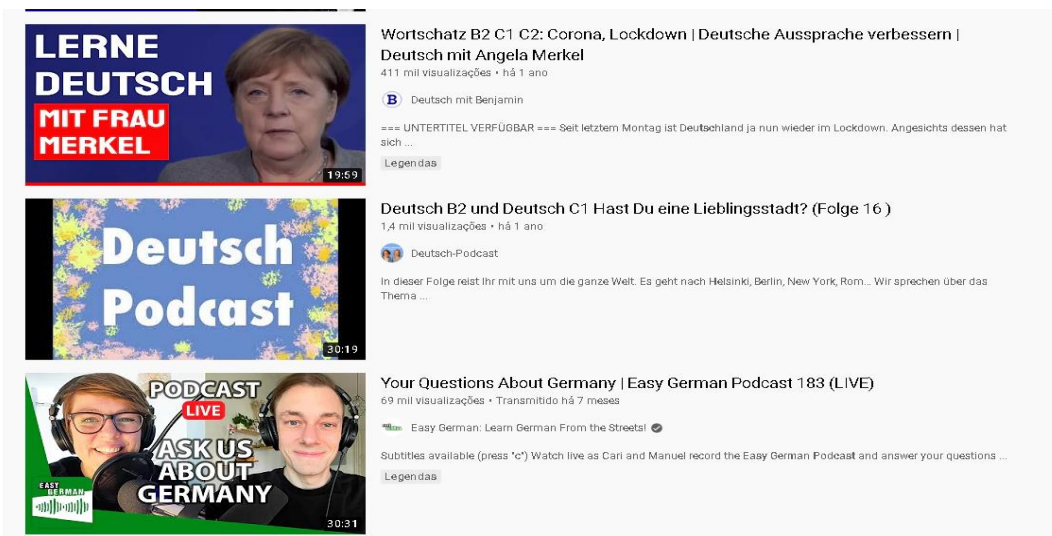 LERNE
DEUTSCH
MIT FRAU
MERKEL
19:59
Wortschatz B2 C1 C2: Corona, Lockdown | Deutsche Aussprache verbessern |
Deutsch mit Angela Merkel
411 mil visualizações • há 1 ano
B Deutsch mit Benjamin
=== UNTERTITEL VERFÜGBAR === Seit letztem Montag ist Deutschland ja nun wieder im Lockdown. Angesichts dessen hat
sich ...
Legendas
Deutsch
Podcast
30:19
Deutsch B2 und Deutsch C1 Hast Du eine Lieblingsstadt? (Folge 16 )
1,4 mil visualizações • há 1 ano
Deutsch-Podcast
In dieser Folge reist Ihr mit uns um die ganze Welt. Es geht nach Helsinki, Berlin, New York, Rom... Wir sprechen über das
Thema ...
PODCAST
LIVE
ASK US
ABOUT
GERMANY
EASY
GERMAN
30:31
Your Questions About Germany | Easy German Podcast 183 (LIVE)
69 mil visualizações • Transmitido há 7 meses
Easy German: Learn German From the Streets!
Subtitles available (press "c") Watch live as Cari and Manuel record the Easy German Podcast and answer your questions ...
Legendas